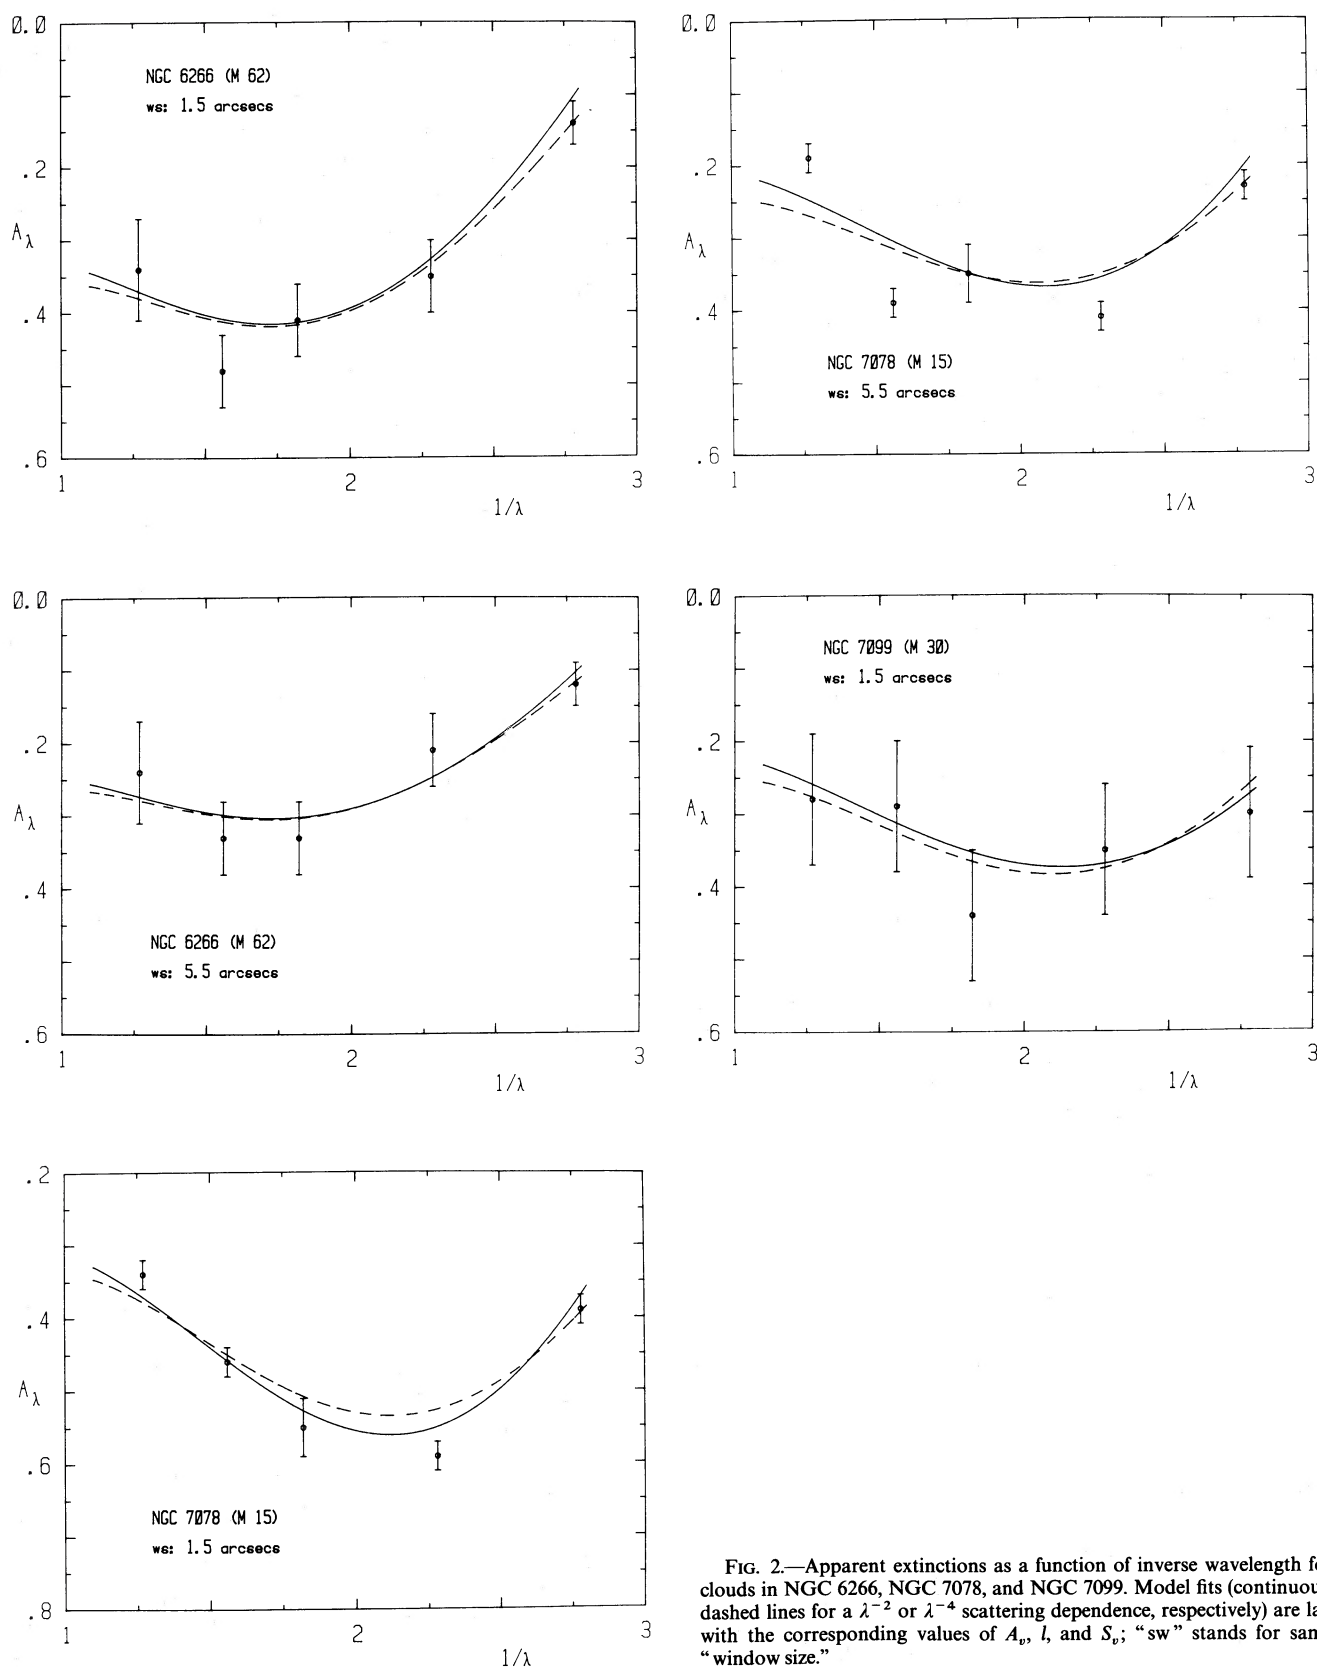 0.0
NGC 6266 (M 62)
ws: 1.5 arcsecs
.2
Aλ
.4
.6
1 2 3
1/λ
0.0
.2
Aλ
.4
NGC 7078 (M 15)
ws: 5.5 arcsecs
.6
1 2 3
1/λ
0.0
.2
Aλ
.4
NGC 6266 (M 62)
ws: 5.5 arcsecs
.6
1 2 3
1/λ
0.0
NGC 7099 (M 30)
ws: 1.5 arcsecs
.2
Aλ
.4
.6
1 2 3
1/λ
.2
.4
Aλ
.6
NGC 7078 (M 15)
ws: 1.5 arcsecs
.8
1 2 3
1/λ
FIG. 2.—Apparent extinctions as a function of inverse wavelength
clouds in NGC 6266, NGC 7078, and NGC 7099. Model fits (continuou
dashed lines for a λ⁻² or λ⁻⁴ scattering dependence, respectively) are
with the corresponding values of Aᵥ, l, and Sᵥ; “sw” stands for
“window size.”